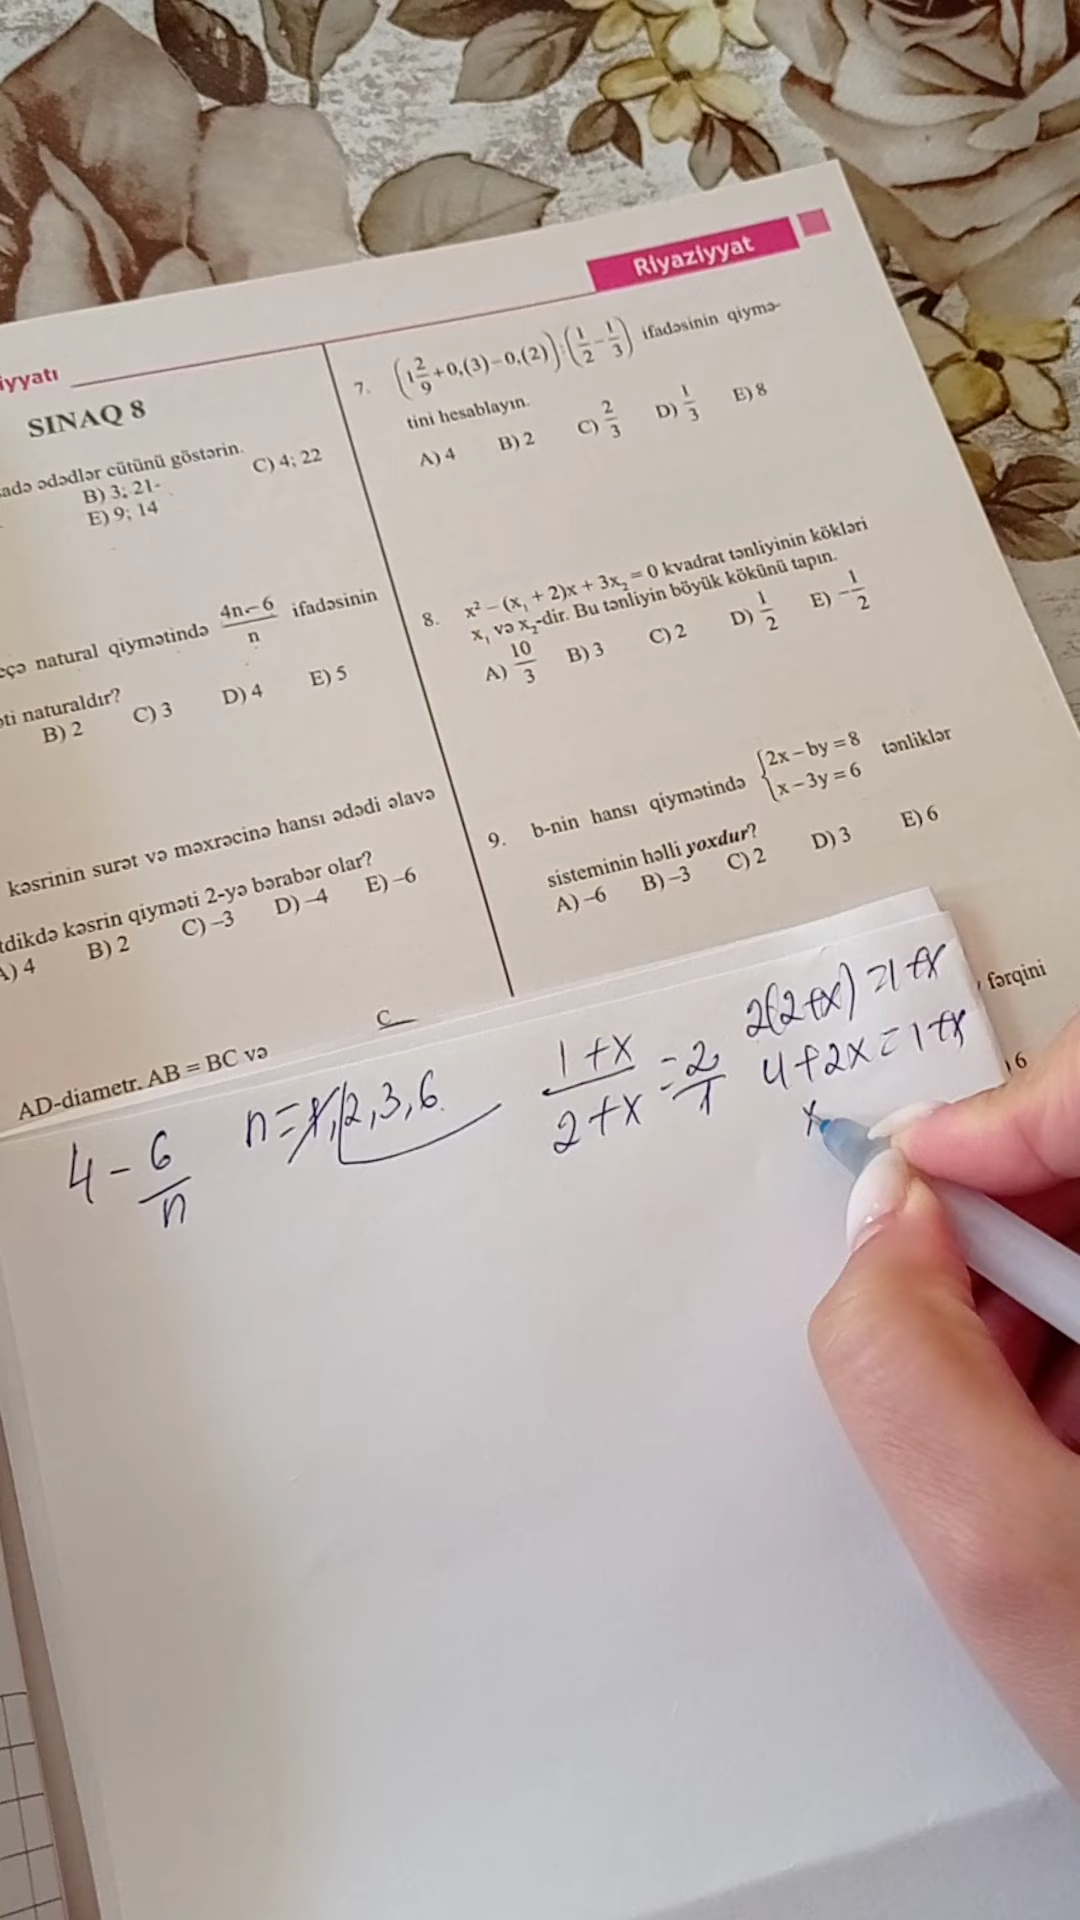 Riyaziyyat
iyyatı
SINAQ 8
adə ədədlər cütünü göstərin.
B) 3; 21 C) 4; 22
E) 9; 14
eçə natural qiymətində 4n-6/n ifadəsinin
əti naturaldır?
B) 2 C) 3 D) 4 E) 5
kəsrinin surət və məxrəcinə hansı ədədi əlavə
tdikdə kəsrin qiyməti 2-yə bərabər olar?
A) 4 B) 2 C) –3 D) –4 E) –6
C
AD-diametr. AB = BC və
7. (1 2/9 + 0,(3) – 0,(2)) : (1/2 – 1/3) ifadəsinin qiymə-
tini hesablayın.
A) 4 B) 2 C) 2/3 D) 1/3 E) 8
8. x² – (x₁ + 2)x + 3x₂ = 0 kvadrat tənliyinin kökləri
x₁ və x₂-dir. Bu tənliyin böyük kökünü tapın.
A) 10/3 B) 3 C) 2 D) 1/2 E) –1/2
9. b-nin hansı qiymətində {2x – by = 8
x – 3y = 6 tənliklər
sisteminin həlli yoxdur?
A) –6 B) –3 C) 2 D) 3 E) 6
fərqini
6
4 - 6/n
n = 1, 2, 3, 6
1+x/2+x = 2/1
2(2+x) = 1+x
4+2x = 1+x
x